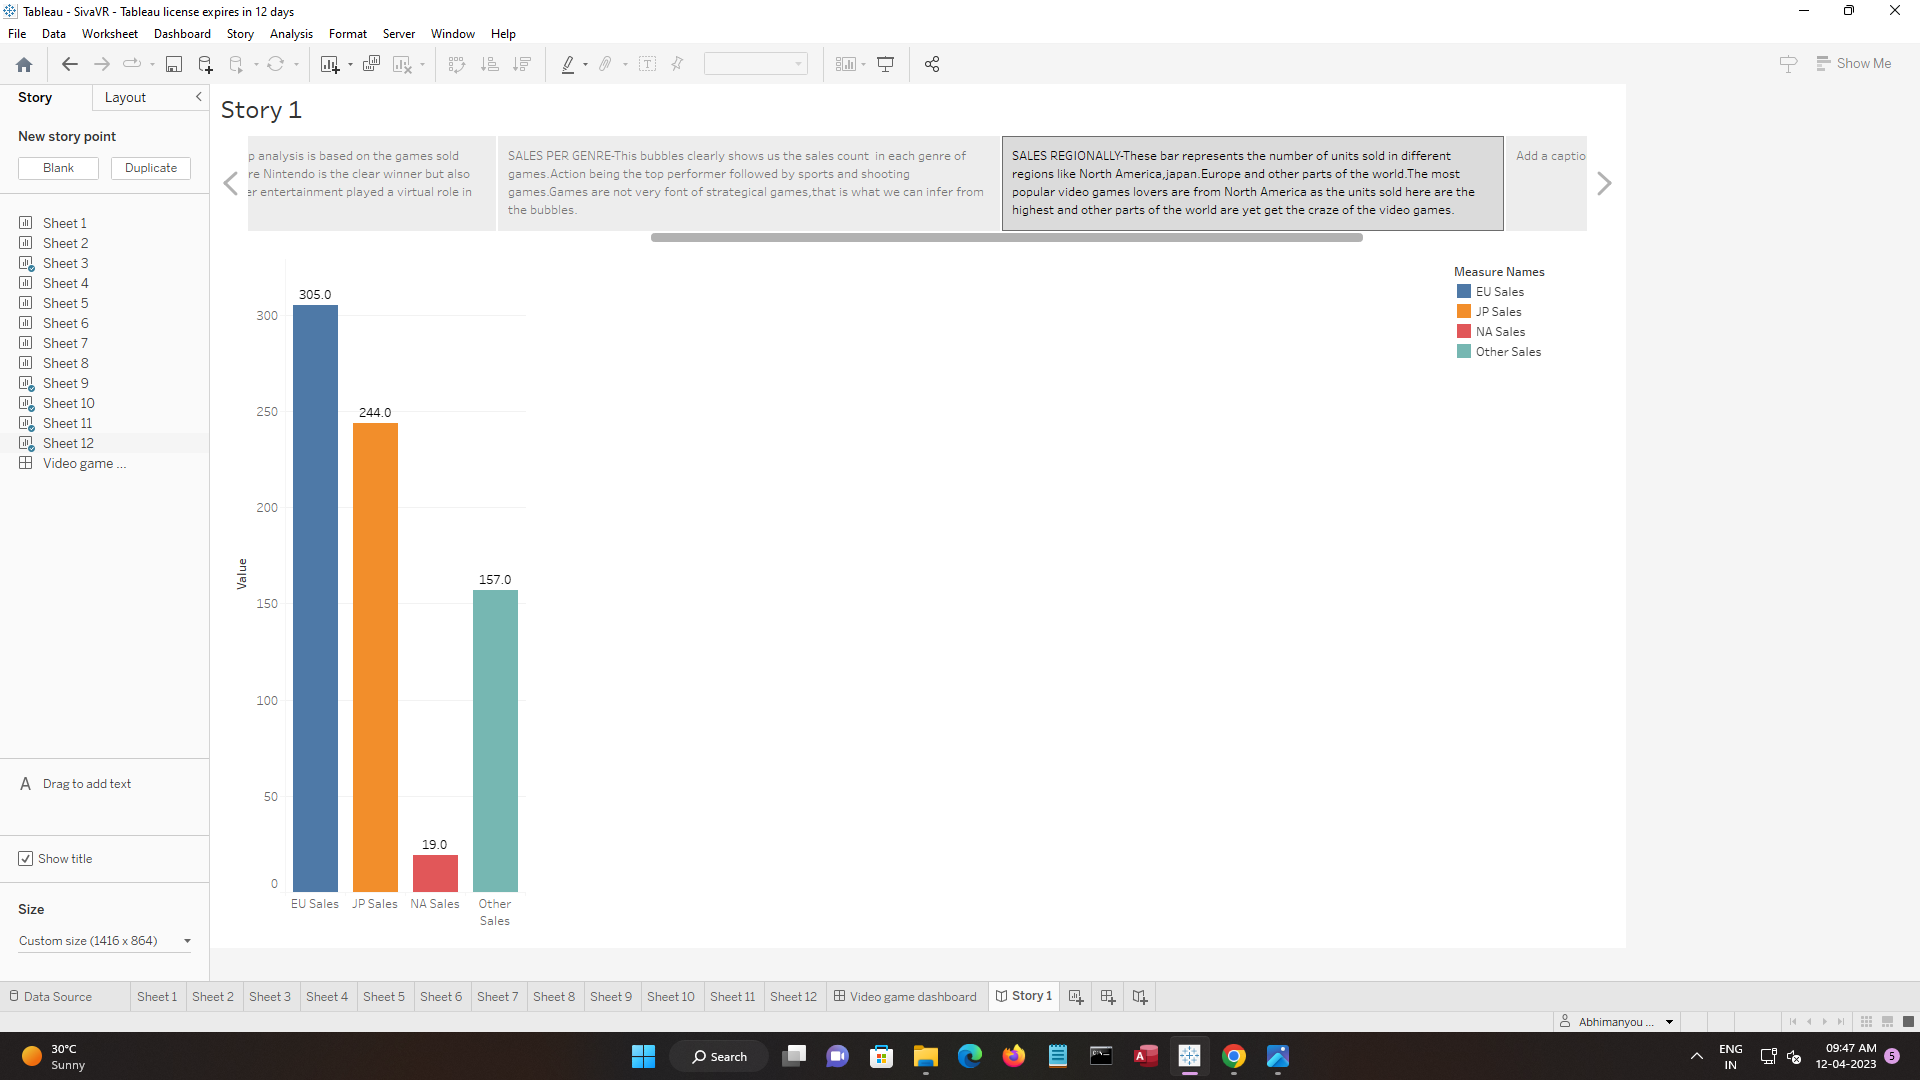 Tableau - SivaVR - Tableau license expires in 12 days
File Data Worksheet Dashboard Story Analysis Format Server Window Help
Show Me
Story Layout
New story point
Blank Duplicate
Sheet 1
Sheet 2
Sheet 3
Sheet 4
Sheet 5
Sheet 6
Sheet 7
Sheet 8
Sheet 9
Sheet 10
Sheet 11
Sheet 12
Video game ...
A Drag to add text
Show title
Size
Custom size (1416 x 864)
Story 1
p analysis is based on the games sold
re Nintendo is the clear winner but also
er entertainment played a virtual role in
SALES PER GENRE-This bubbles clearly shows us the sales count in each genre of
games.Action being the top performer followed by sports and shooting
games.Games are not very font of strategical games,that is what we can infer from
the bubbles.
SALES REGIONALLY-These bar represents the number of units sold in different
regions like North America,japan.Europe and other parts of the world.The most
popular video games lovers are from North America as the units sold here are the
highest and other parts of the world are yet get the craze of the video games.
Add a captio
Value
300
250
200
150
100
50
0
305.0
244.0
19.0
157.0
EU Sales JP Sales NA Sales Other
Sales
Measure Names
EU Sales
JP Sales
NA Sales
Other Sales
Data Source Sheet 1 Sheet 2 Sheet 3 Sheet 4 Sheet 5 Sheet 6 Sheet 7 Sheet 8 Sheet 9 Sheet 10 Sheet 11 Sheet 12 Video game dashboard Story 1
Abhimanyou ...
30°C
Sunny
Search
ENG
IN
09:47 AM
12-04-2023
5